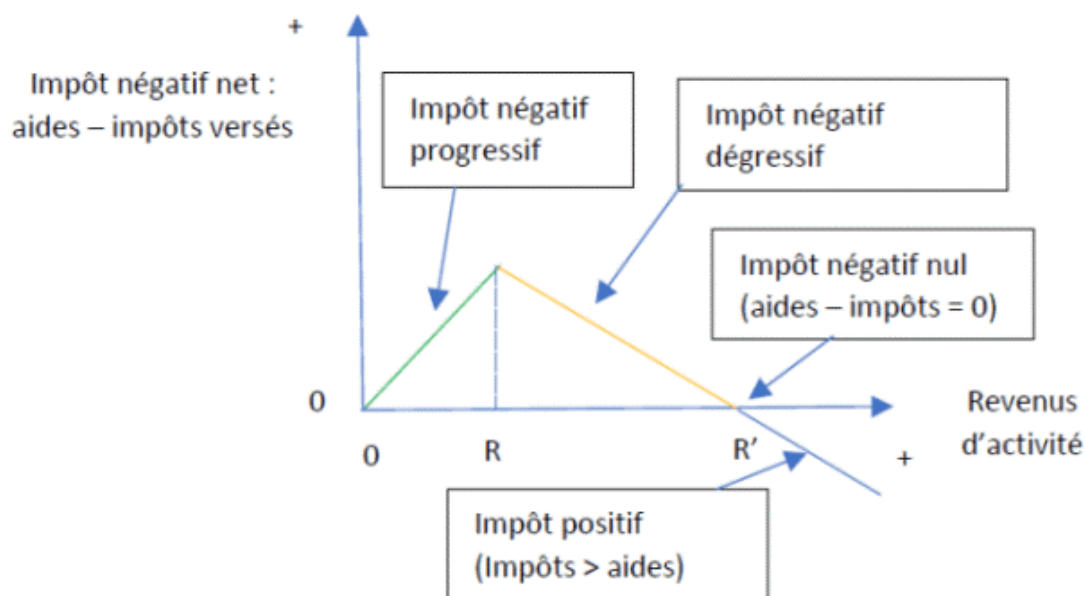 +
Impôt négatif net :
aides – impôts versés
Impôt négatif
progressif
Impôt négatif
dégressif
Impôt négatif nul
(aides – impôts = 0)
0
Revenus
d’activité
0
R
R’
+
Impôt positif
(Impôts > aides)